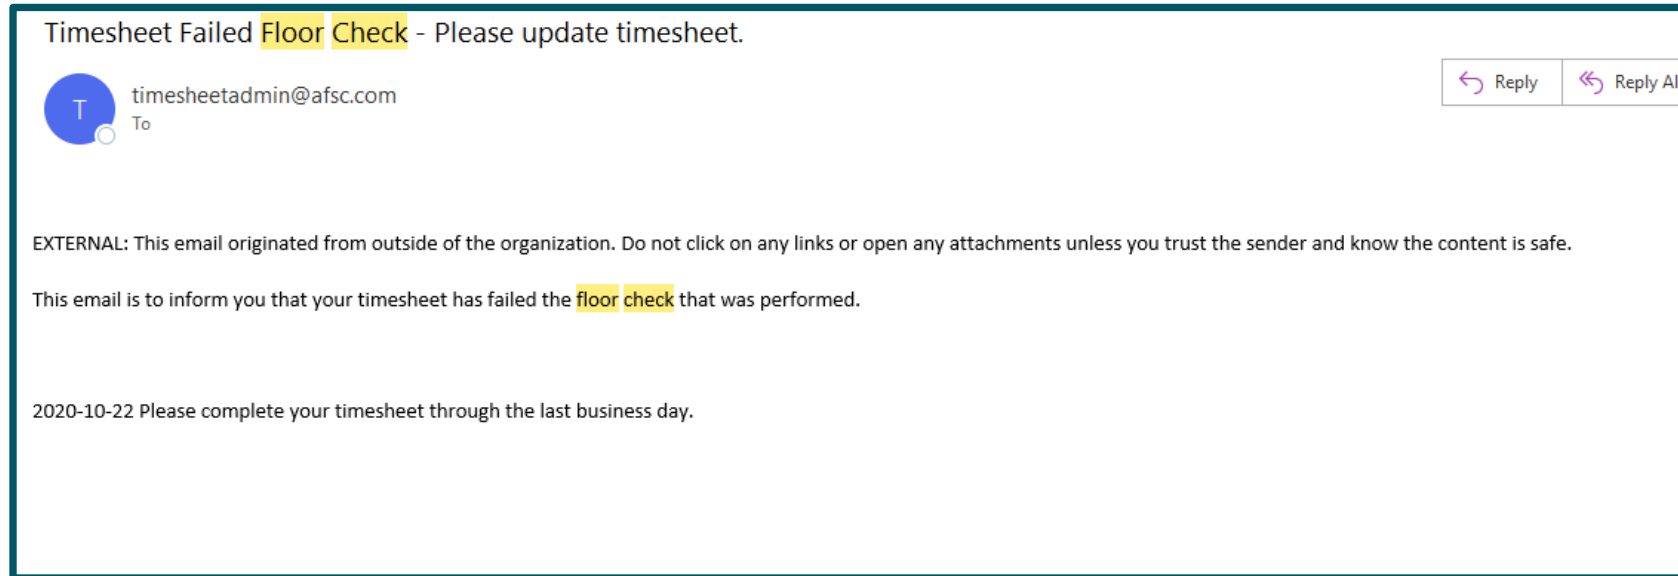 Timesheet Failed Floor Check - Please update timesheet.
T
timesheetadmin@afsc.com
To
Reply
Reply Al
EXTERNAL: This email originated from outside of the organization. Do not click on any links or open any attachments unless you trust the sender and know the content is safe.
This email is to inform you that your timesheet has failed the floor check that was performed.
2020-10-22 Please complete your timesheet through the last business day.